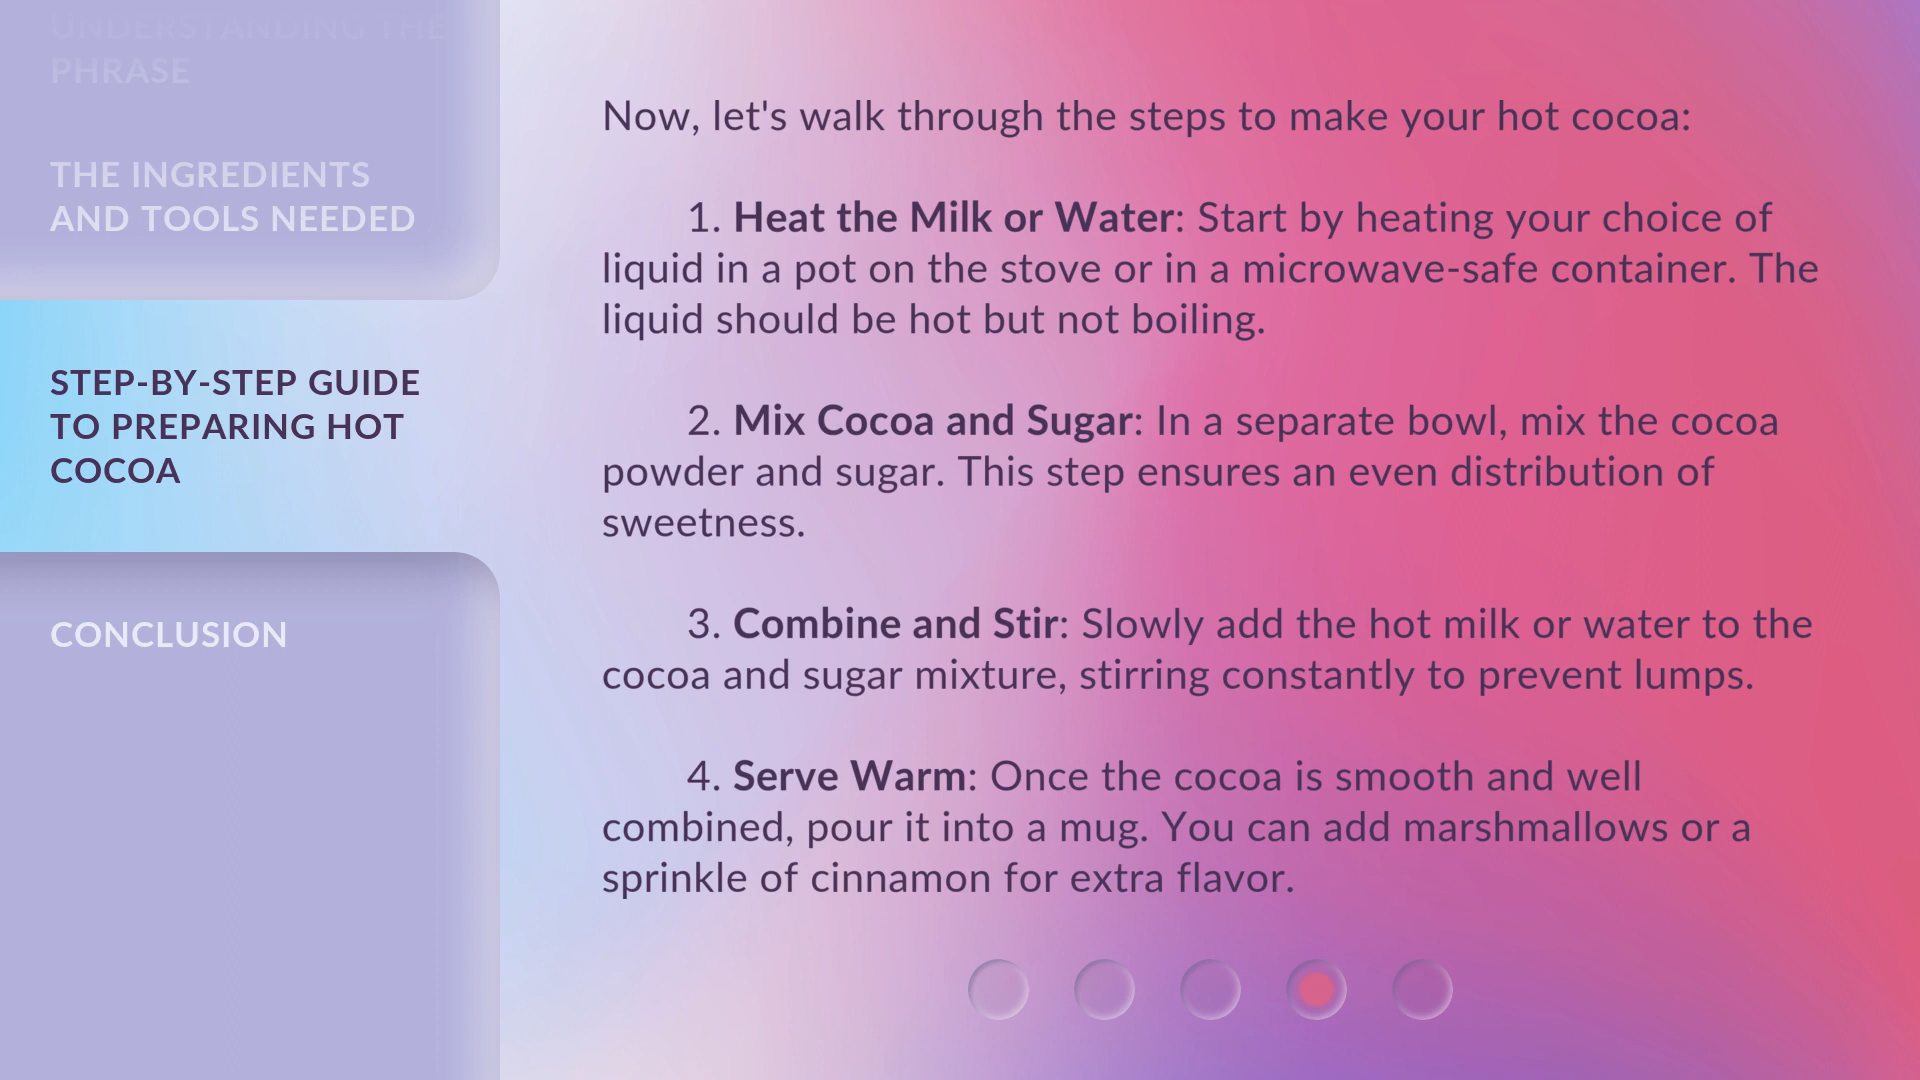 UNDERSTANDING THE
PHRASE
THE INGREDIENTS
AND TOOLS NEEDED
STEP-BY-STEP GUIDE
TO PREPARING HOT
COCOA
CONCLUSION
Now, let's walk through the steps to make your hot cocoa:
1. Heat the Milk or Water: Start by heating your choice of
liquid in a pot on the stove or in a microwave-safe container. The
liquid should be hot but not boiling.
2. Mix Cocoa and Sugar: In a separate bowl, mix the cocoa
powder and sugar. This step ensures an even distribution of
sweetness.
3. Combine and Stir: Slowly add the hot milk or water to the
cocoa and sugar mixture, stirring constantly to prevent lumps.
4. Serve Warm: Once the cocoa is smooth and well
combined, pour it into a mug. You can add marshmallows or a
sprinkle of cinnamon for extra flavor.